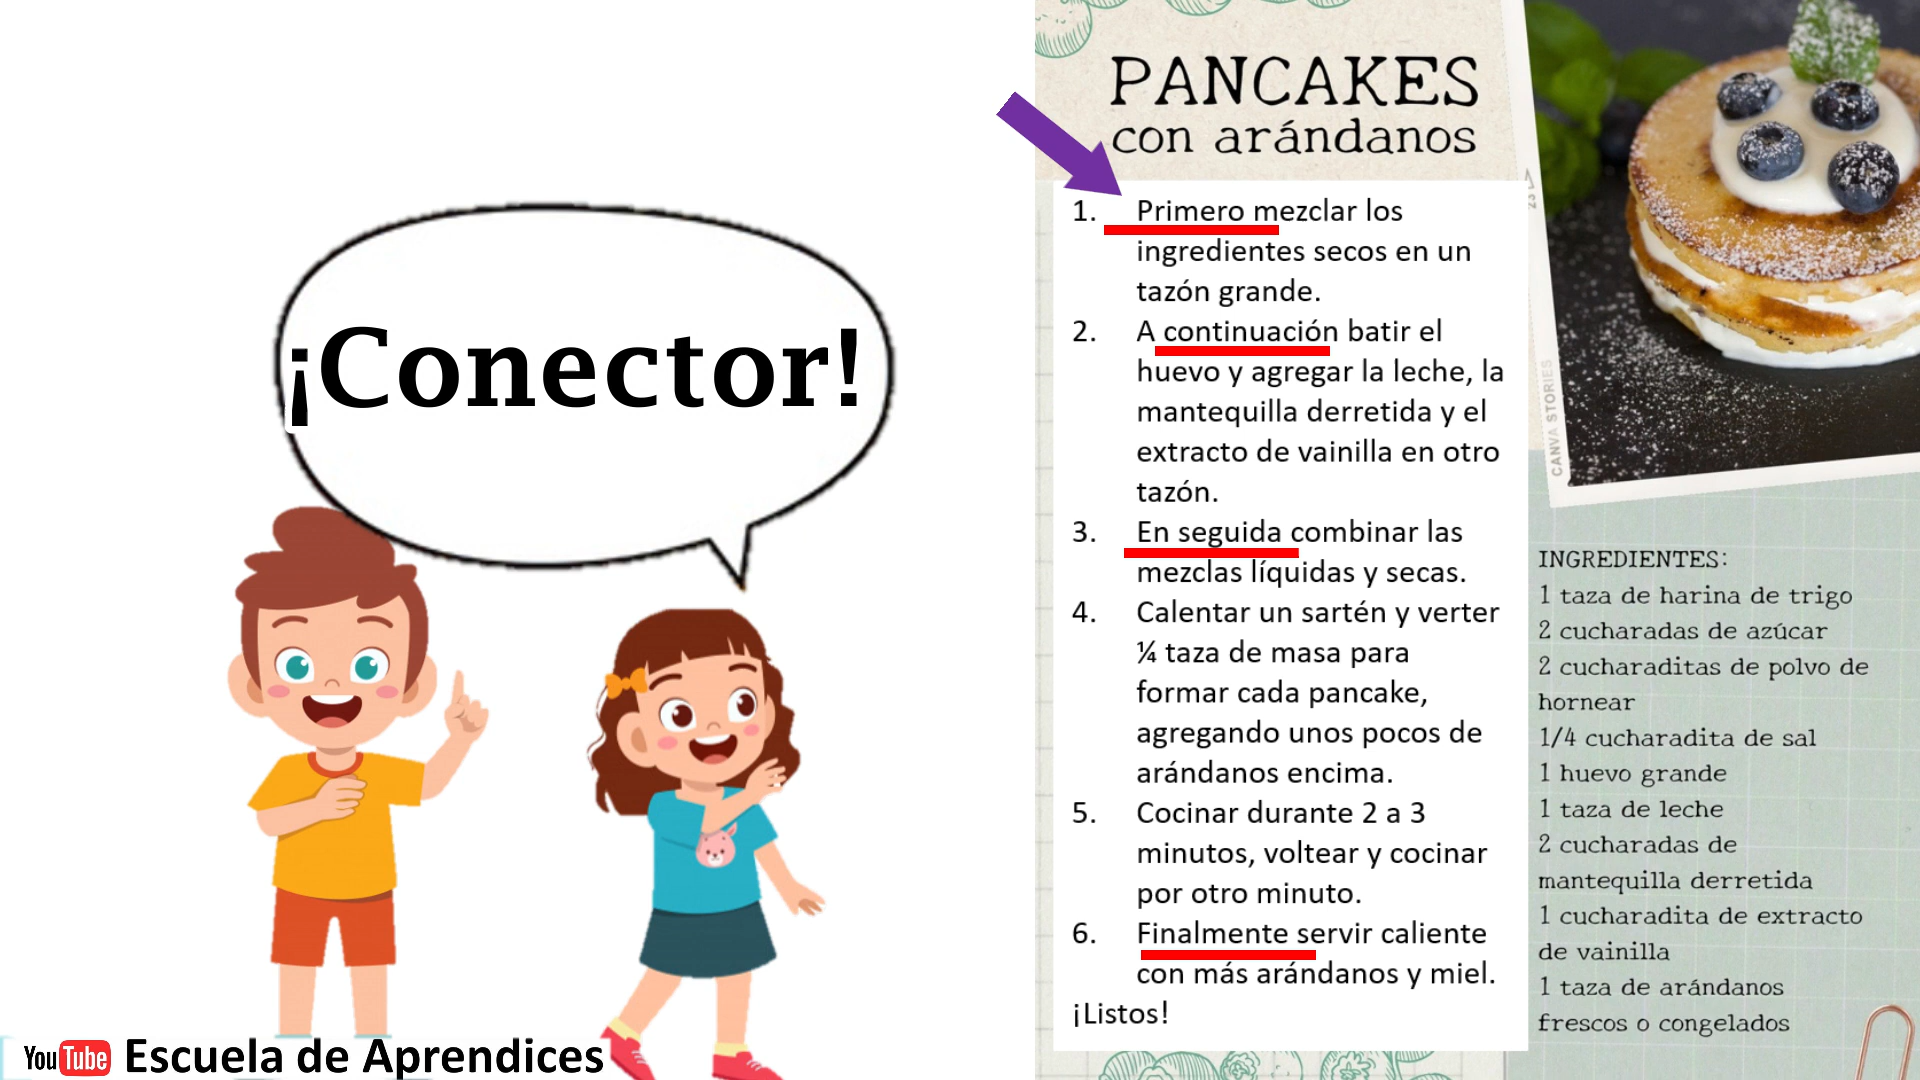 ¡Conector!
YouTube Escuela de Aprendices
PANCAKES
con arándanos
1. Primero mezclar los
ingredientes secos en un
tazón grande.
2. A continuación batir el
huevo y agregar la leche, la
mantequilla derretida y el
extracto de vainilla en otro
tazón.
3. En seguida combinar las
mezclas líquidas y secas.
4. Calentar un sartén y verter
¼ taza de masa para
formar cada pancake,
agregando unos pocos de
arándanos encima.
5. Cocinar durante 2 a 3
minutos, voltear y cocinar
por otro minuto.
6. Finalmente servir caliente
con más arándanos y miel.
¡Listos!
CANVA STORIES
INGREDIENTES:
1 taza de harina de trigo
2 cucharadas de azúcar
2 cucharaditas de polvo de
hornear
1/4 cucharadita de sal
1 huevo grande
1 taza de leche
2 cucharadas de
mantequilla derretida
1 cucharadita de extracto
de vainilla
1 taza de arándanos
frescos o congelados